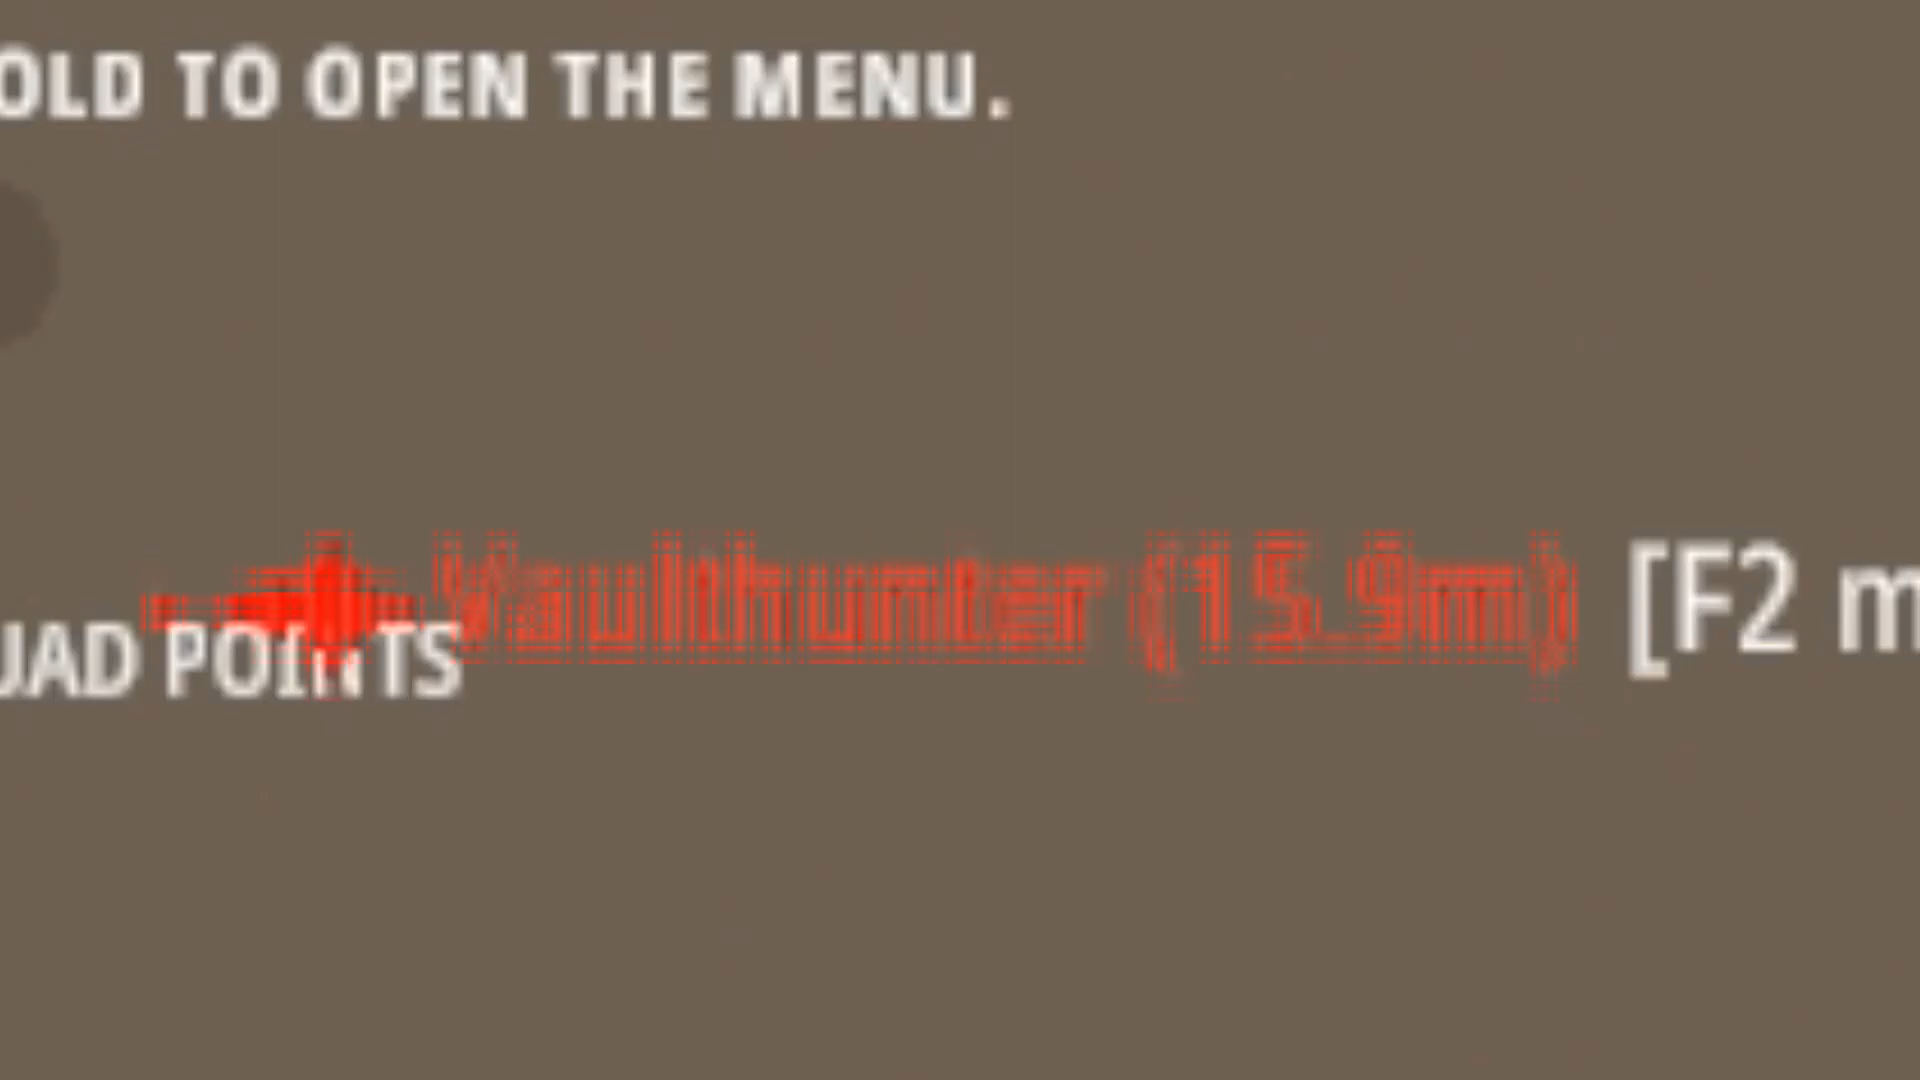 OLD TO OPEN THE MENU.
Vaulthunter (15.9m) [F2 m
UAD POINTS